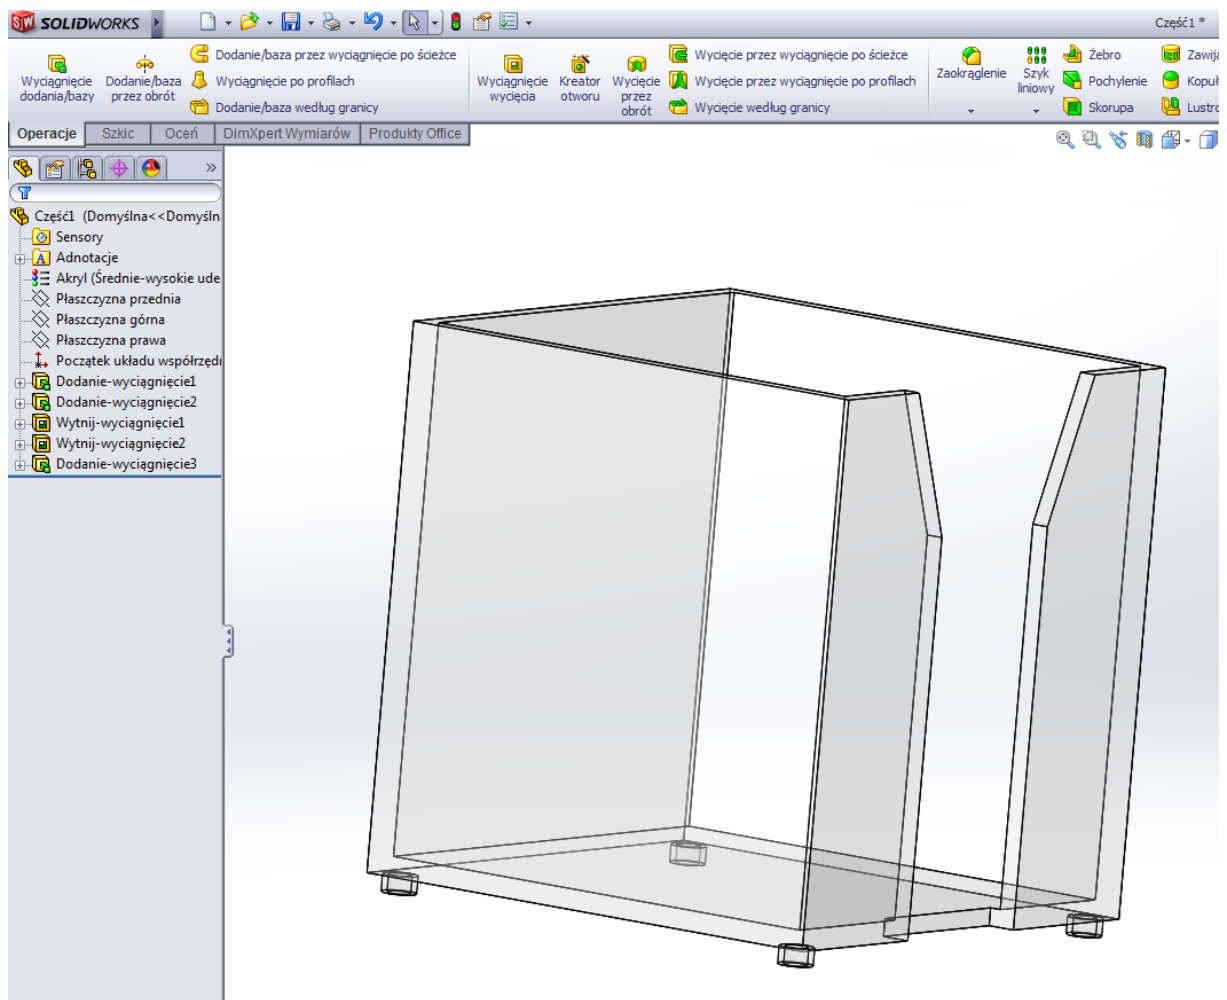 SOLIDWORKS
Część1 *
Wyciągnięcie dodania/bazy
Dodanie/baza przez obrót
Dodanie/baza przez wyciągnięcie po ścieżce
Wyciągnięcie po profilach
Dodanie/baza według granicy
Wyciągnięcie wycięcia
Kreator otworu
Wycięcie przez obrót
Wycięcie przez wyciągnięcie po ścieżce
Wycięcie przez wyciągnięcie po profilach
Wycięcie według granicy
Zaokrąglenie
Szyk liniowy
Żebro
Pochylenie
Skorupa
Zawija
Kopuł
Lustro
Operacje
Szkic
Oceń
DimXpert Wymiarów
Produkty Office
Część1 (Domyślna<<Domyśln
Sensory
Adnotacje
Akryl (Średnie-wysokie ude
Płaszczyzna przednia
Płaszczyzna górna
Płaszczyzna prawa
Początek układu współrzędn
Dodanie-wyciągnięcie1
Dodanie-wyciągnięcie2
Wytnij-wyciągnięcie1
Wytnij-wyciągnięcie2
Dodanie-wyciągnięcie3